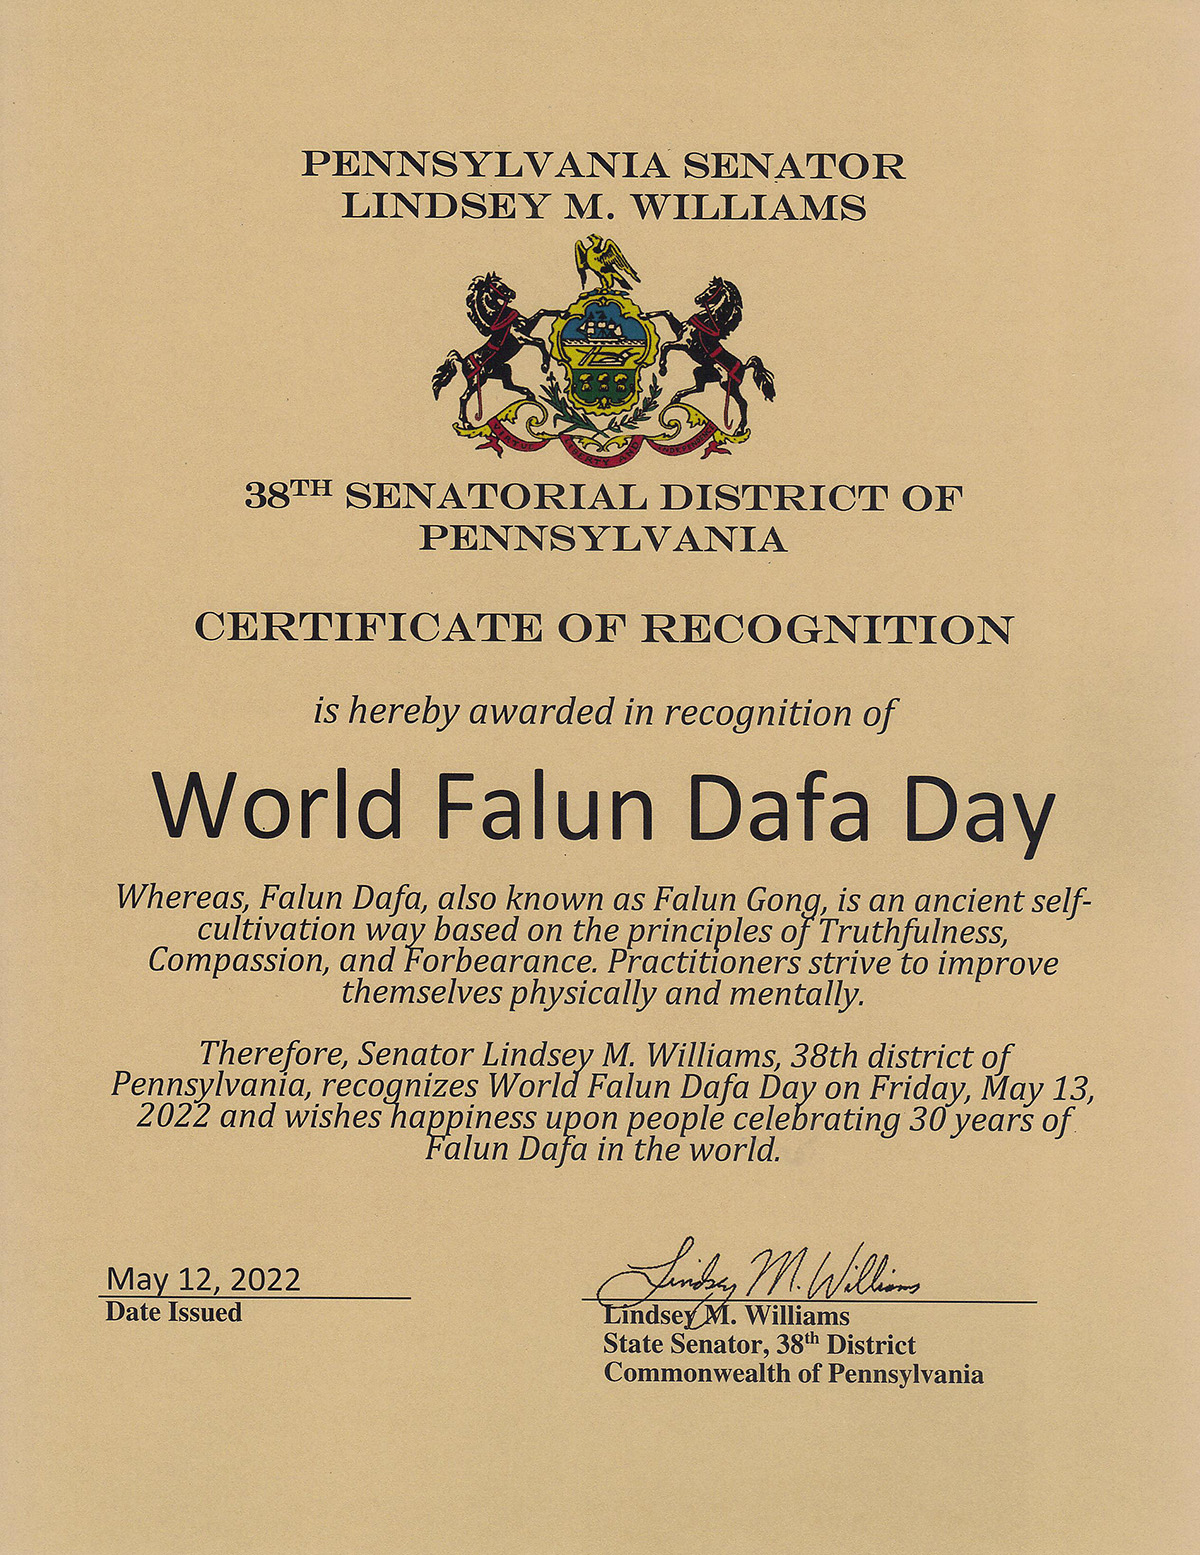 PENNSYLVANIA SENATOR
LINDSEY M. WILLIAMS
VIRTUE LIBERTY AND INDEPENDENCE
38TH SENATORIAL DISTRICT OF
PENNSYLVANIA
CERTIFICATE OF RECOGNITION
is hereby awarded in recognition of
World Falun Dafa Day
Whereas, Falun Dafa, also known as Falun Gong, is an ancient self-
cultivation way based on the principles of Truthfulness,
Compassion, and Forbearance. Practitioners strive to improve
themselves physically and mentally.
Therefore, Senator Lindsey M. Williams, 38th district of
Pennsylvania, recognizes World Falun Dafa Day on Friday, May 13,
2022 and wishes happiness upon people celebrating 30 years of
Falun Dafa in the world.
May 12, 2022
Date Issued
Lindsey M. Williams
Lindsey M. Williams
State Senator, 38th District
Commonwealth of Pennsylvania